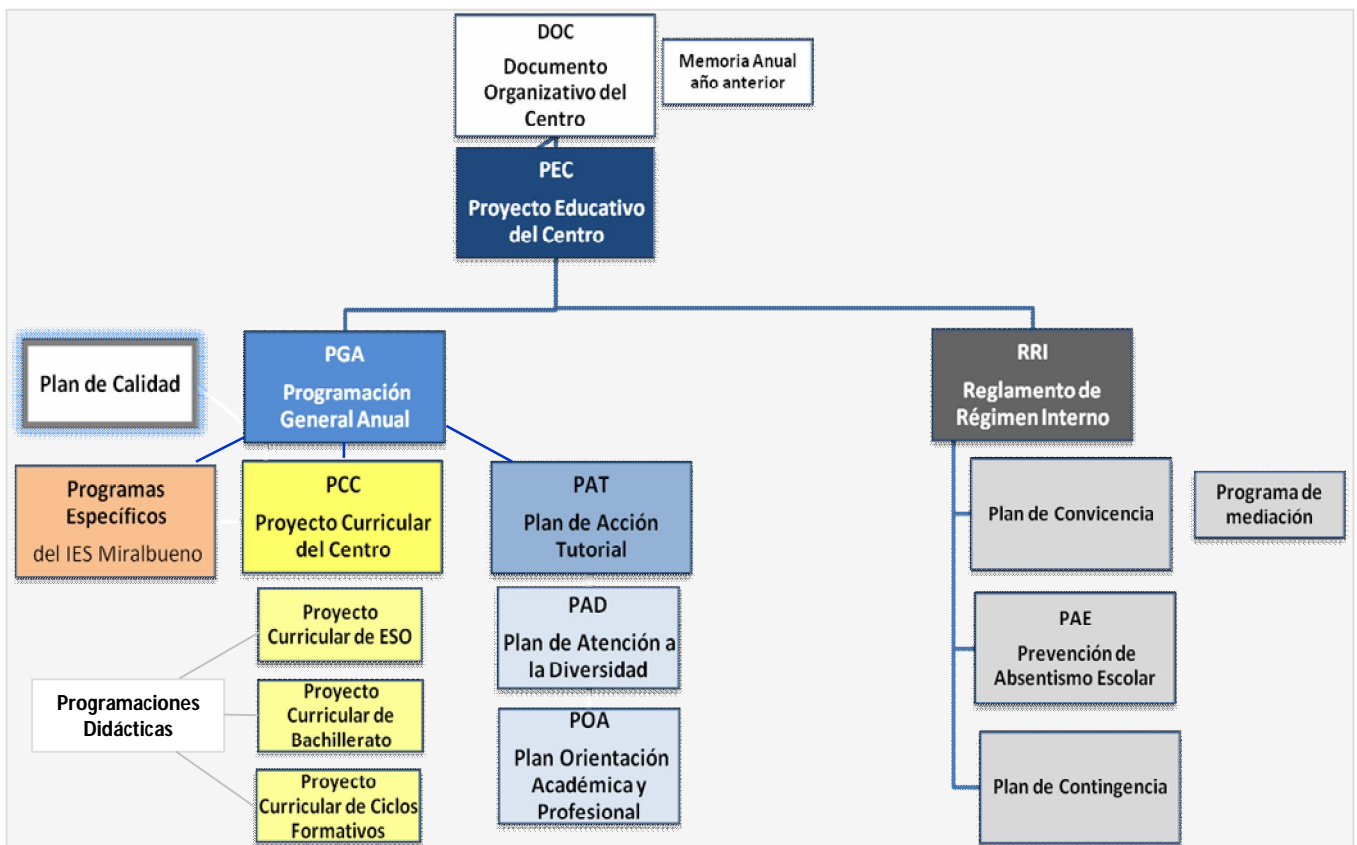 DOC
Documento
Organizativo del
Centro
Memoria Anual
año anterior
PEC
Proyecto Educativo
del Centro
Plan de Calidad
PGA
Programación
General Anual
RRI
Reglamento de
Régimen Interno
Programas
Específicos
del IES Miralbueno
PCC
Proyecto Curricular
del Centro
PAT
Plan de Acción
Tutorial
Plan de Convicencia
Programa de
mediación
Proyecto
Curricular de ESO
PAD
Plan de Atención a
la Diversidad
PAE
Prevención de
Absentismo Escolar
Programaciones
Didácticas
Proyecto
Curricular de
Bachillerato
POA
Plan Orientación
Académica y
Profesional
Proyecto
Curricular de Ciclos
Formativos
Plan de Contingencia